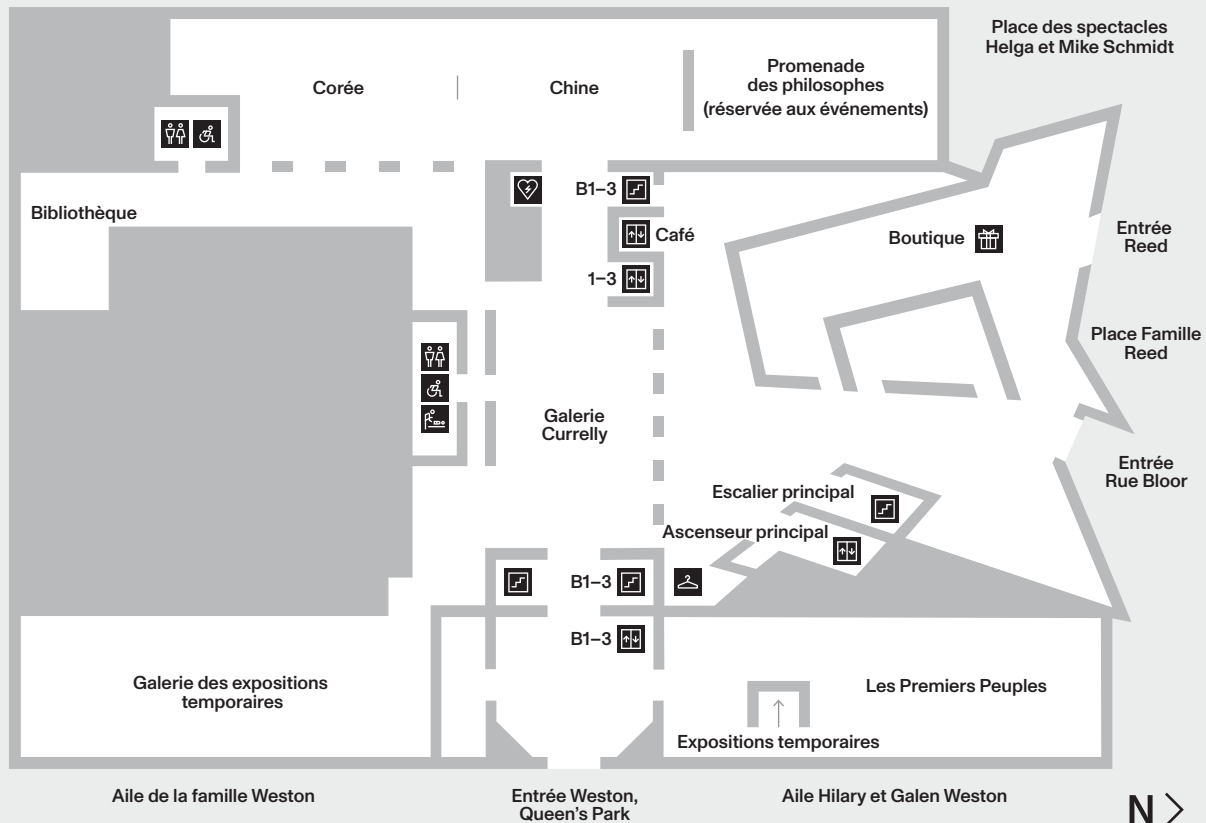 Place des spectacles
Helga et Mike Schmidt
Corée
Chine
Promenade
des philosophes
(réservée aux événements)
Bibliothèque
B1–3
Café
1–3
Boutique
Entrée
Reed
Place Famille
Reed
Galerie
Currelly
Entrée
Rue Bloor
Escalier principal
Ascenseur principal
B1–3
B1–3
Galerie des expositions
temporaires
Les Premiers Peuples
Expositions temporaires
Aile de la famille Weston
Entrée Weston,
Queen's Park
Aile Hilary et Galen Weston
N